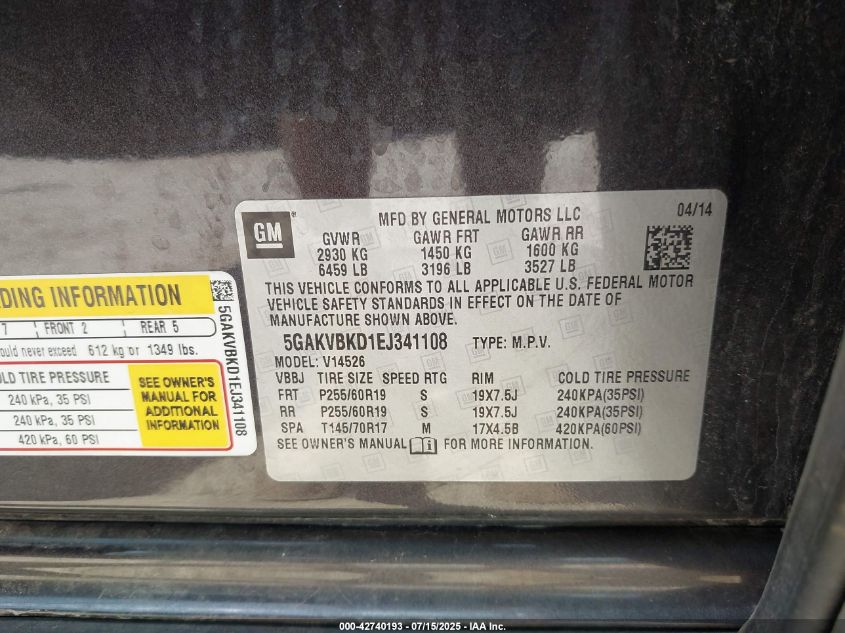 GM
MFD BY GENERAL MOTORS LLC
04/14
GVWR GAWR FRT GAWR RR
2930 KG 1450 KG 1600 KG
6459 LB 3196 LB 3527 LB
THIS VEHICLE CONFORMS TO ALL APPLICABLE U.S. FEDERAL MOTOR
VEHICLE SAFETY STANDARDS IN EFFECT ON THE DATE OF
MANUFACTURE SHOWN ABOVE.
5GAKVBKD1EJ341108 TYPE: M.P.V.
MODEL: V14526
VBBJ TIRE SIZE SPEED RTG RIM COLD TIRE PRESSURE
FRT P255/60R19 S 19X7.5J 240KPA(35PSI)
RR P255/60R19 S 19X7.5J 240KPA(35PSI)
SPA T145/70R17 M 17X4.5B 420KPA(60PSI)
SEE OWNER'S MANUAL FOR MORE INFORMATION.
DING INFORMATION
7 FRONT 2 REAR 5
ould never exceed 612 kg or 1349 lbs.
OLD TIRE PRESSURE
240 kPa, 35 PSI
240 kPa, 35 PSI
420 kPa, 60 PSI
SEE OWNER'S
MANUAL FOR
ADDITIONAL
INFORMATION
5GAKVBKD1EJ341108
000-42740193 - 07/15/2025 - IAA Inc.